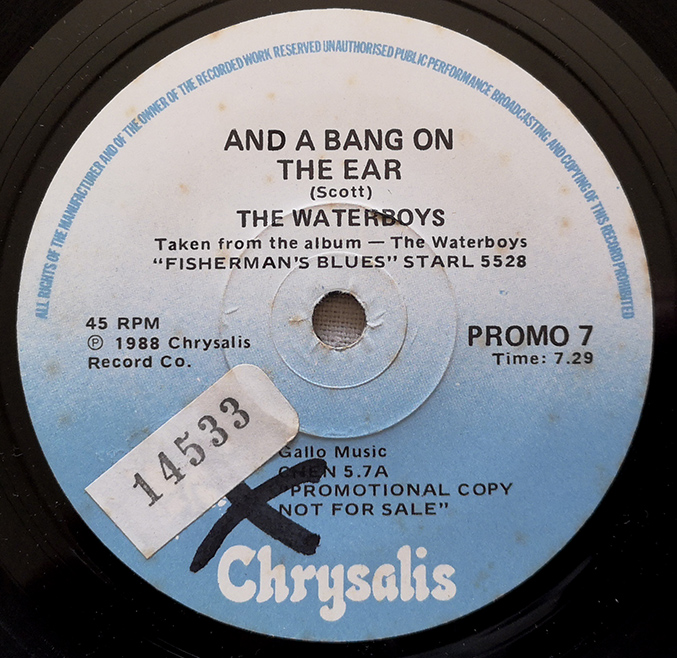 ALL RIGHTS OF THE MANUFACTURER AND OF THE OWNER OF THE RECORDED WORK RESERVED UNAUTHORISED PUBLIC PERFORMANCE BROADCASTING AND COPYING OF THIS RECORD PROHIBITED
AND A BANG ON
THE EAR
(Scott)
THE WATERBOYS
Taken from the album — The Waterboys
"FISHERMAN'S BLUES" STARL 5528
45 RPM
℗ 1988 Chrysalis
Record Co.
PROMO 7
Time: 7.29
14533
Gallo Music
CHEN 5.7A
"PROMOTIONAL COPY
NOT FOR SALE"
Chrysalis